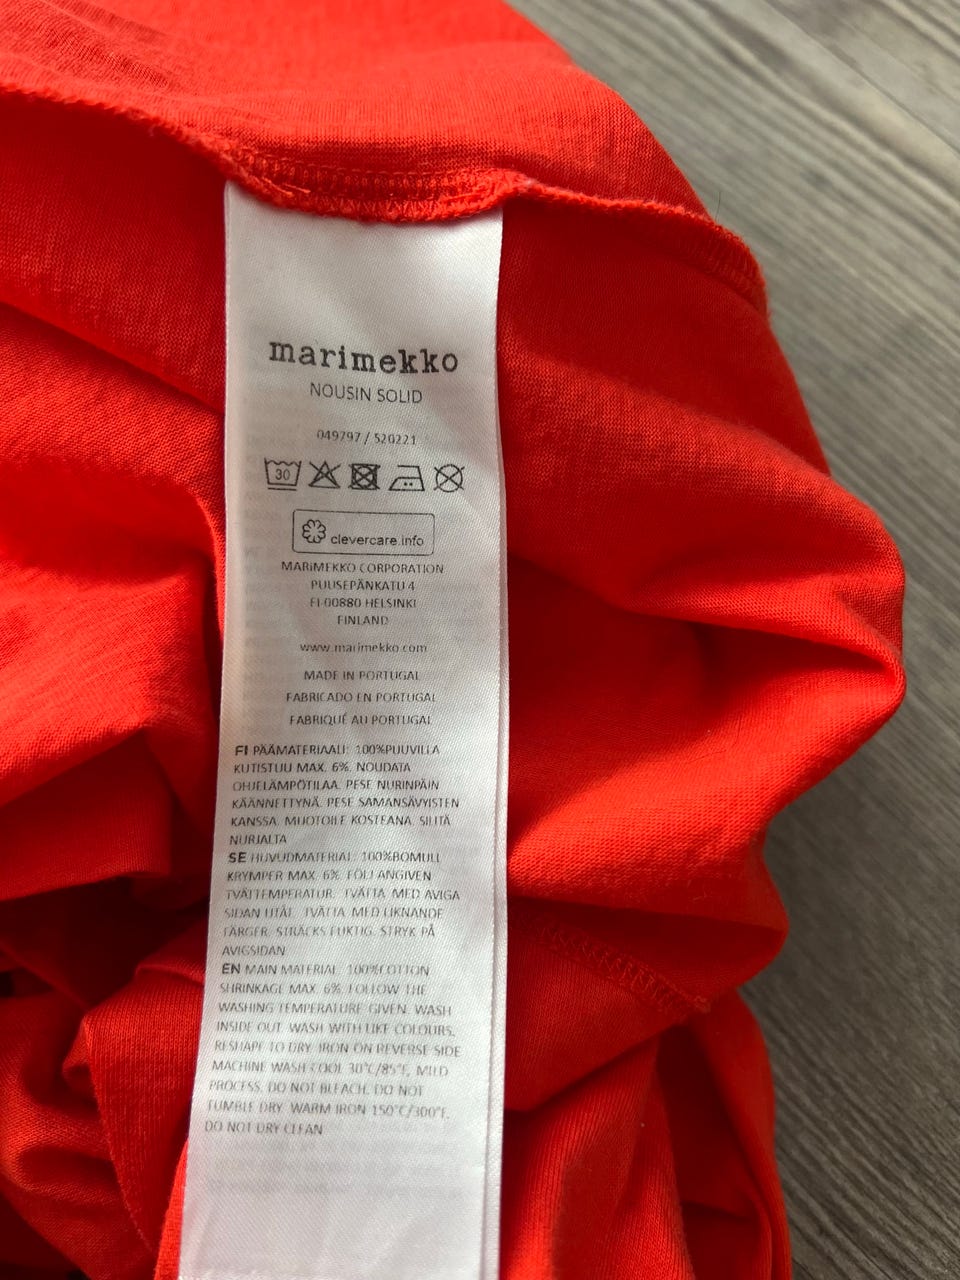 marimekko
NOUSIN SOLID
049797 / 520221
30
clevercare.info
MARIMEKKO CORPORATION
PUUSEPÄNKATU 4
FI-00880 HELSINKI
FINLAND
www.marimekko.com
MADE IN PORTUGAL
FABRICADO EN PORTUGAL
FABRIQUÉ AU PORTUGAL
FI PÄÄMATERIAALI: 100%PUUVILLA
KUTISTUU MAX. 6%. NOUDATA
OHJELÄMPÖTILAA. PESE NURINPÄIN
KÄÄNNETTYNÄ. PESE SAMANSÄVYISTEN
KANSSA. MUOTOILE KOSTEANA. SILITÄ
NURJALTA
SE HUVUDMATERIAL: 100%BOMULL
KRYMPER MAX. 6%. FÖLJ ANGIVEN
TVÄTTEMPERATUR. TVÄTTA MED AVIGA
SIDAN UTÅT. TVÄTTA MED LIKNANDE
FÄRGER. STRÄCKS FUKTIG. STRYK PÅ
AVIGSIDAN
EN MAIN MATERIAL: 100%COTTON
SHRINKAGE MAX. 6%. FOLLOW THE
WASHING TEMPERATURE GIVEN. WASH
INSIDE OUT. WASH WITH LIKE COLOURS.
RESHAPE TO DRY. IRON ON REVERSE SIDE
MACHINE WASH COOL 30°C/85°F, MILD
PROCESS. DO NOT BLEACH. DO NOT
TUMBLE DRY. WARM IRON 150°C/300°F.
DO NOT DRY CLEAN